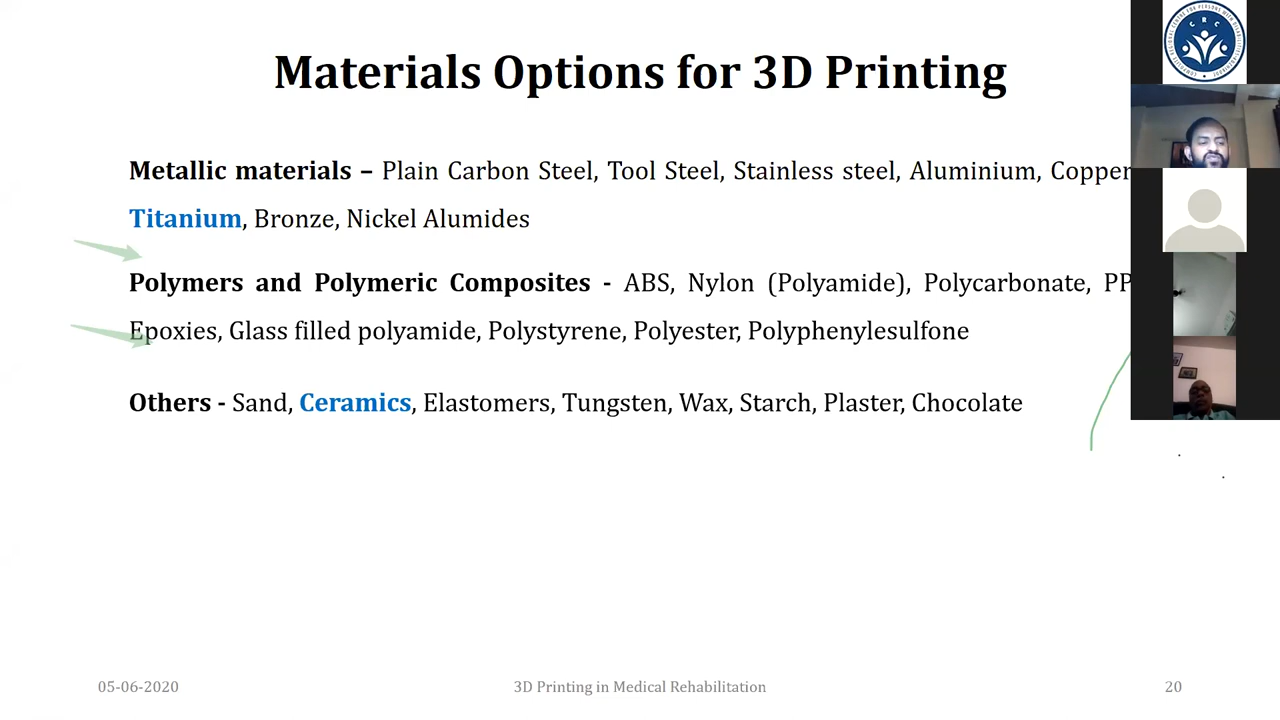 Materials Options for 3D Printing
Metallic materials – Plain Carbon Steel, Tool Steel, Stainless steel, Aluminium, Copper
Titanium, Bronze, Nickel Alumides
Polymers and Polymeric Composites - ABS, Nylon (Polyamide), Polycarbonate, PP
Epoxies, Glass filled polyamide, Polystyrene, Polyester, Polyphenylesulfone
Others - Sand, Ceramics, Elastomers, Tungsten, Wax, Starch, Plaster, Chocolate
05-06-2020 3D Printing in Medical Rehabilitation 20
CRC